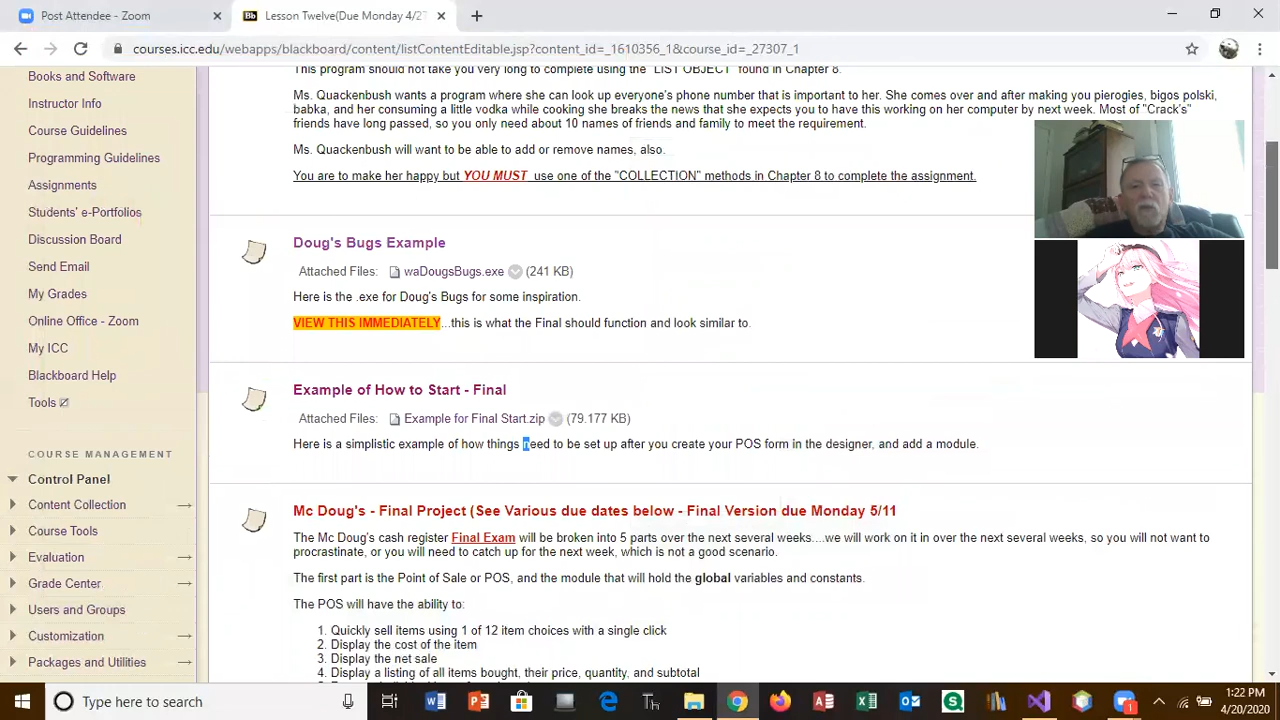 Post Attendee - Zoom
Lesson Twelve(Due Monday 4/27
courses.icc.edu/webapps/blackboard/content/listContentEditable.jsp?content_id=_1610356_1&course_id=_27307_1
Books and Software
Instructor Info
Course Guidelines
Programming Guidelines
Assignments
Students' e-Portfolios
Discussion Board
Send Email
My Grades
Online Office - Zoom
My ICC
Blackboard Help
Tools
COURSE MANAGEMENT
Control Panel
Content Collection
Course Tools
Evaluation
Grade Center
Users and Groups
Customization
Packages and Utilities
This program should not take you very long to complete using the "LIST OBJECT" found in Chapter 8.
Ms. Quackenbush wants a program where she can look up everyone's phone number that is important to her. She comes over and after making you pierogies, bigos polski,
babka, and her consuming a little vodka while cooking she breaks the news that she expects you to have this working on her computer by next week. Most of "Crack's"
friends have long passed, so you only need about 10 names of friends and family to meet the requirement.
Ms. Quackenbush will want to be able to add or remove names, also.
You are to make her happy but YOU MUST use one of the "COLLECTION" methods in Chapter 8 to complete the assignment.
Doug's Bugs Example
Attached Files: waDougsBugs.exe (241 KB)
Here is the .exe for Doug's Bugs for some inspiration.
VIEW THIS IMMEDIATELY...this is what the Final should function and look similar to.
Example of How to Start - Final
Attached Files: Example for Final Start.zip (79.177 KB)
Here is a simplistic example of how things need to be set up after you create your POS form in the designer, and add a module.
Mc Doug's - Final Project (See Various due dates below - Final Version due Monday 5/11
The Mc Doug's cash register Final Exam will be broken into 5 parts over the next several weeks....we will work on it in over the next several weeks, so you will not want to
procrastinate, or you will need to catch up for the next week, which is not a good scenario.
The first part is the Point of Sale or POS, and the module that will hold the global variables and constants.
The POS will have the ability to:
1. Quickly sell items using 1 of 12 item choices with a single click
2. Display the cost of the item
3. Display the net sale
4. Display a listing of all items bought, their price, quantity, and subtotal
Type here to search
1:22 PM
4/20/2020